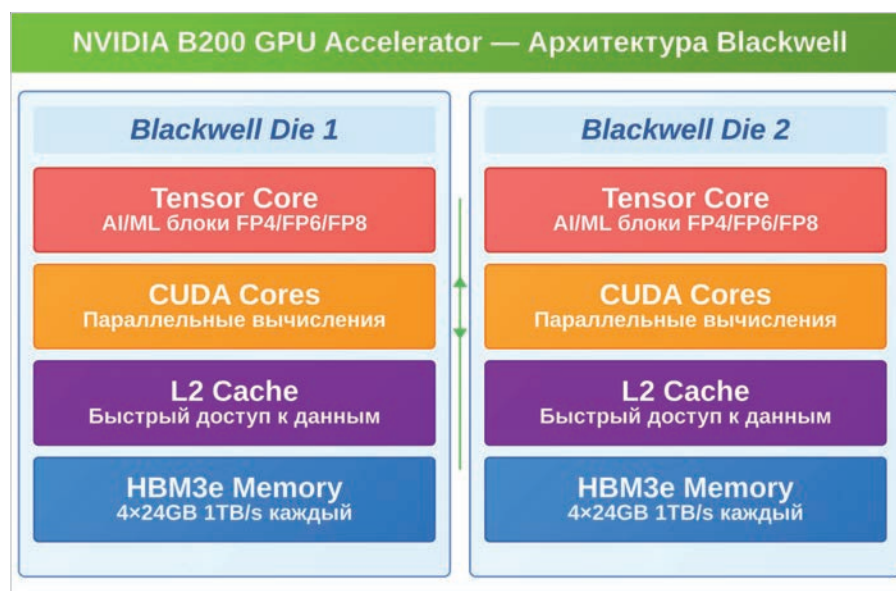 NVIDIA B200 GPU Accelerator — Архитектура Blackwell
Blackwell Die 1
Tensor Core
AI/ML блоки FP4/FP6/FP8
CUDA Cores
Параллельные вычисления
L2 Cache
Быстрый доступ к данным
HBM3e Memory
4×24GB 1TB/s каждый
Blackwell Die 2
Tensor Core
AI/ML блоки FP4/FP6/FP8
CUDA Cores
Параллельные вычисления
L2 Cache
Быстрый доступ к данным
HBM3e Memory
4×24GB 1TB/s каждый